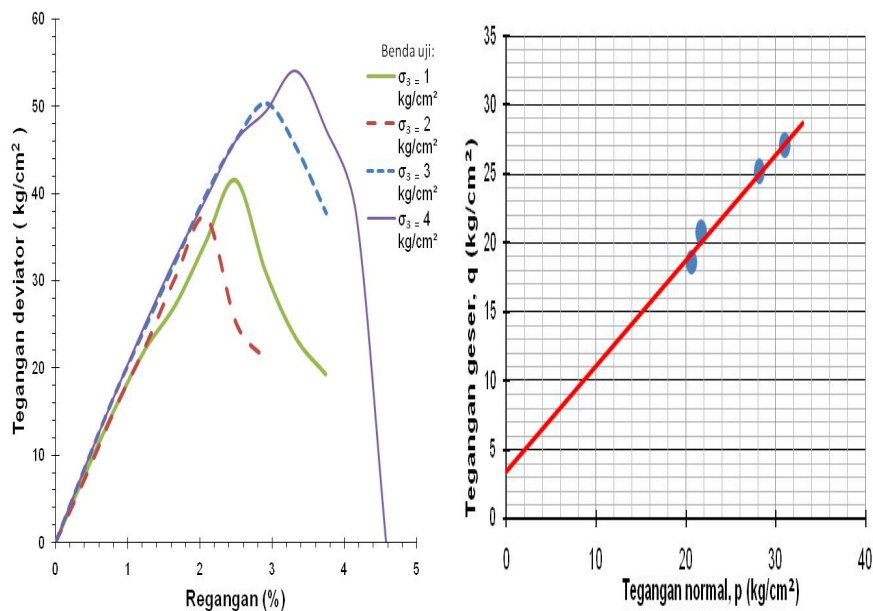 Tegangan deviator ( kg/cm²)
60
50
40
30
20
10
0
0 1 2 3 4 5
Regangan (%)
Benda uji:
σ₃ = 1
kg/cm²
σ₃ = 2
kg/cm²
σ₃ = 3
kg/cm²
σ₃ = 4
kg/cm²
Tegangan geser, q (kg/cm²)
35
30
25
20
15
10
5
0
0 10 20 30 40
Tegangan normal, p (kg/cm²)